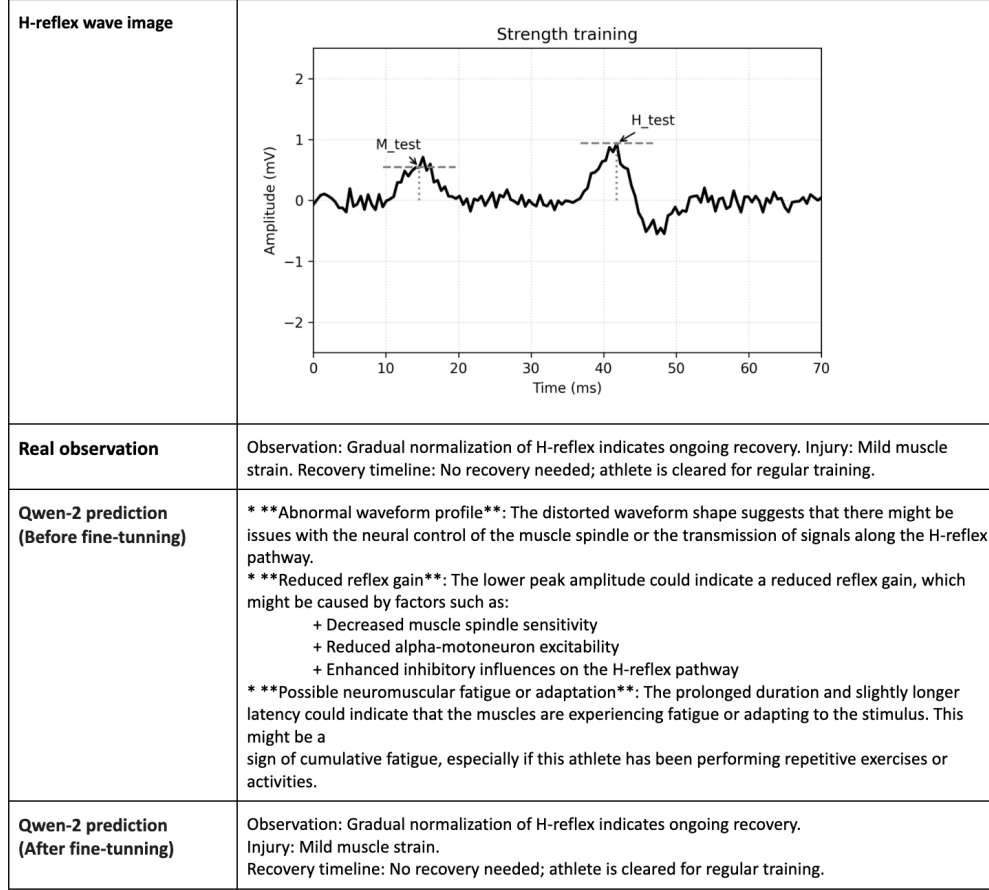 H-reflex wave image
Strength training
2
1
0
−1
−2
Amplitude (mV)
M_test
H_test
0 10 20 30 40 50 60 70
Time (ms)
Real observation
Observation: Gradual normalization of H-reflex indicates ongoing recovery. Injury: Mild muscle
strain. Recovery timeline: No recovery needed; athlete is cleared for regular training.
Qwen-2 prediction
(Before fine-tunning)
* **Abnormal waveform profile**: The distorted waveform shape suggests that there might be
issues with the neural control of the muscle spindle or the transmission of signals along the H-reflex
pathway.
* **Reduced reflex gain**: The lower peak amplitude could indicate a reduced reflex gain, which
might be caused by factors such as:
+ Decreased muscle spindle sensitivity
+ Reduced alpha-motoneuron excitability
+ Enhanced inhibitory influences on the H-reflex pathway
* **Possible neuromuscular fatigue or adaptation**: The prolonged duration and slightly longer
latency could indicate that the muscles are experiencing fatigue or adapting to the stimulus. This
might be a
sign of cumulative fatigue, especially if this athlete has been performing repetitive exercises or
activities.
Qwen-2 prediction
(After fine-tunning)
Observation: Gradual normalization of H-reflex indicates ongoing recovery.
Injury: Mild muscle strain.
Recovery timeline: No recovery needed; athlete is cleared for regular training.